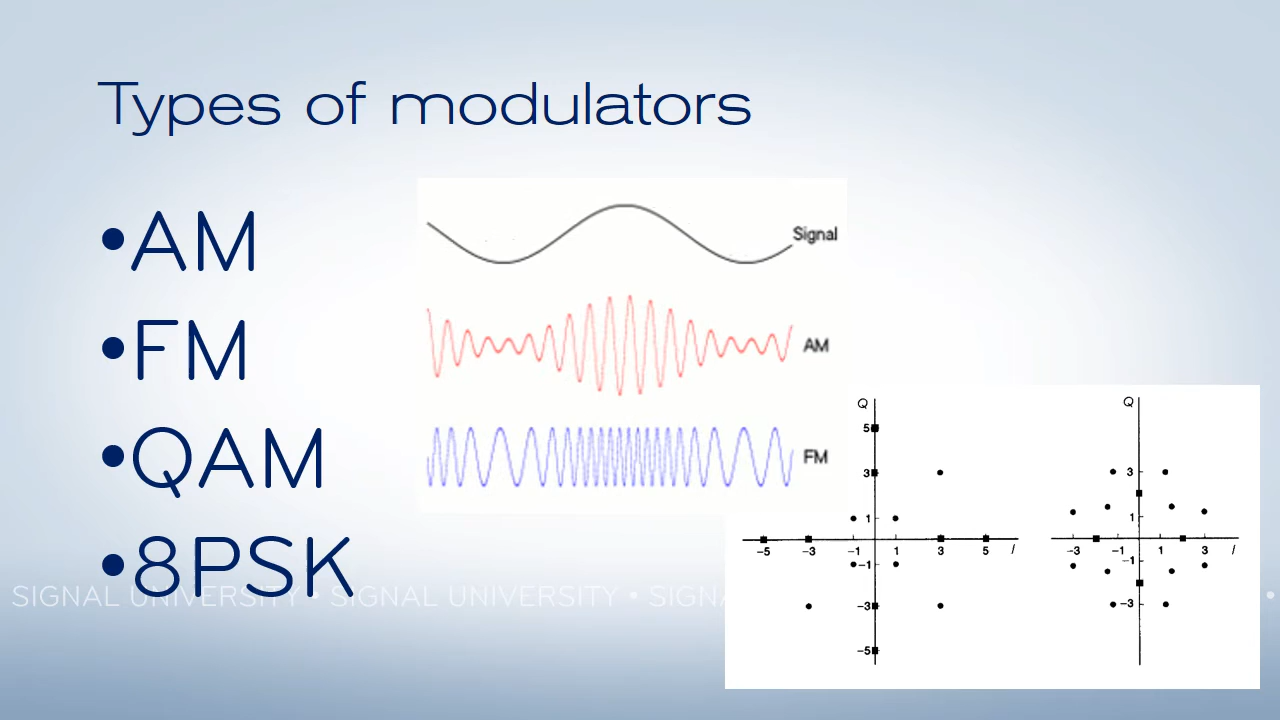 Types of modulators
•AM
•FM
•QAM
•8PSK
Signal
AM
FM
Q
5
3
1
-5 -3 -1 1 3 5 I
-1
-3
-5
Q
3
1
-3 -1 1 3 I
-1
-3
SIGNAL UNIVERSITY • SIGNAL UNIVERSITY • SIGNA